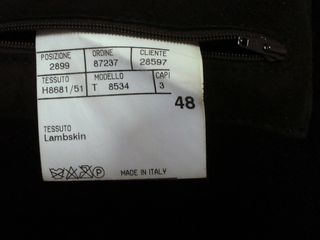 POSIZIONE ORDINE CLIENTE
2899 87237 28597
TESSUTO MODELLO CAPI
H8681/51 T 8534 3
48
TESSUTO
Lambskin
P MADE IN ITALY